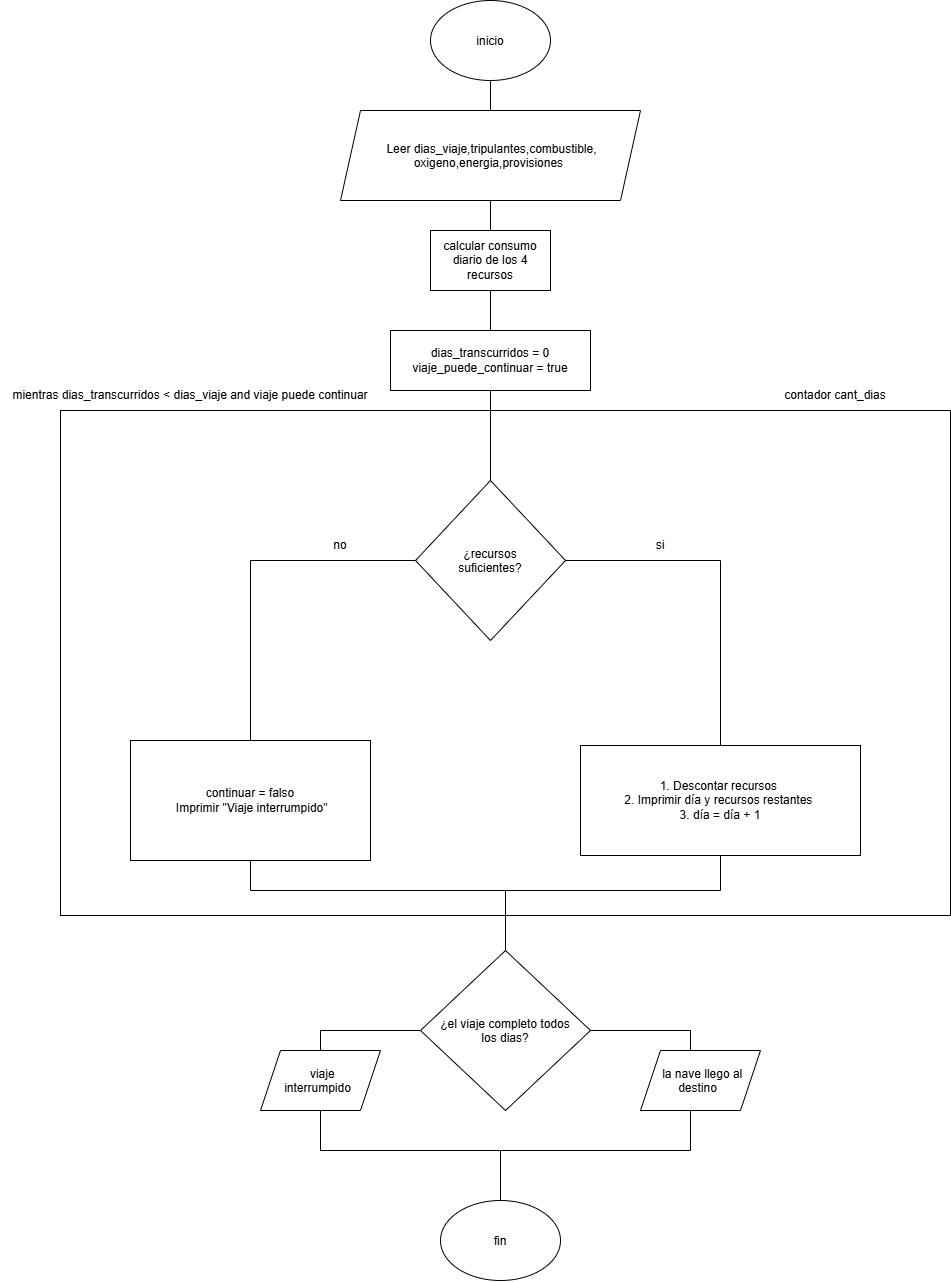 inicio
Leer dias_viaje,tripulantes,combustible,
oxigeno,energia,provisiones
calcular consumo
diario de los 4
recursos
dias_transcurridos = 0
viaje_puede_continuar = true
mientras dias_transcurridos < dias_viaje and viaje puede continuar
contador cant_dias
¿recursos
suficientes?
no
si
continuar = falso
Imprimir "Viaje interrumpido"
1. Descontar recursos
2. Imprimir día y recursos restantes
3. día = día + 1
¿el viaje completo todos
los dias?
viaje
interrumpido
la nave llego al
destino
fin